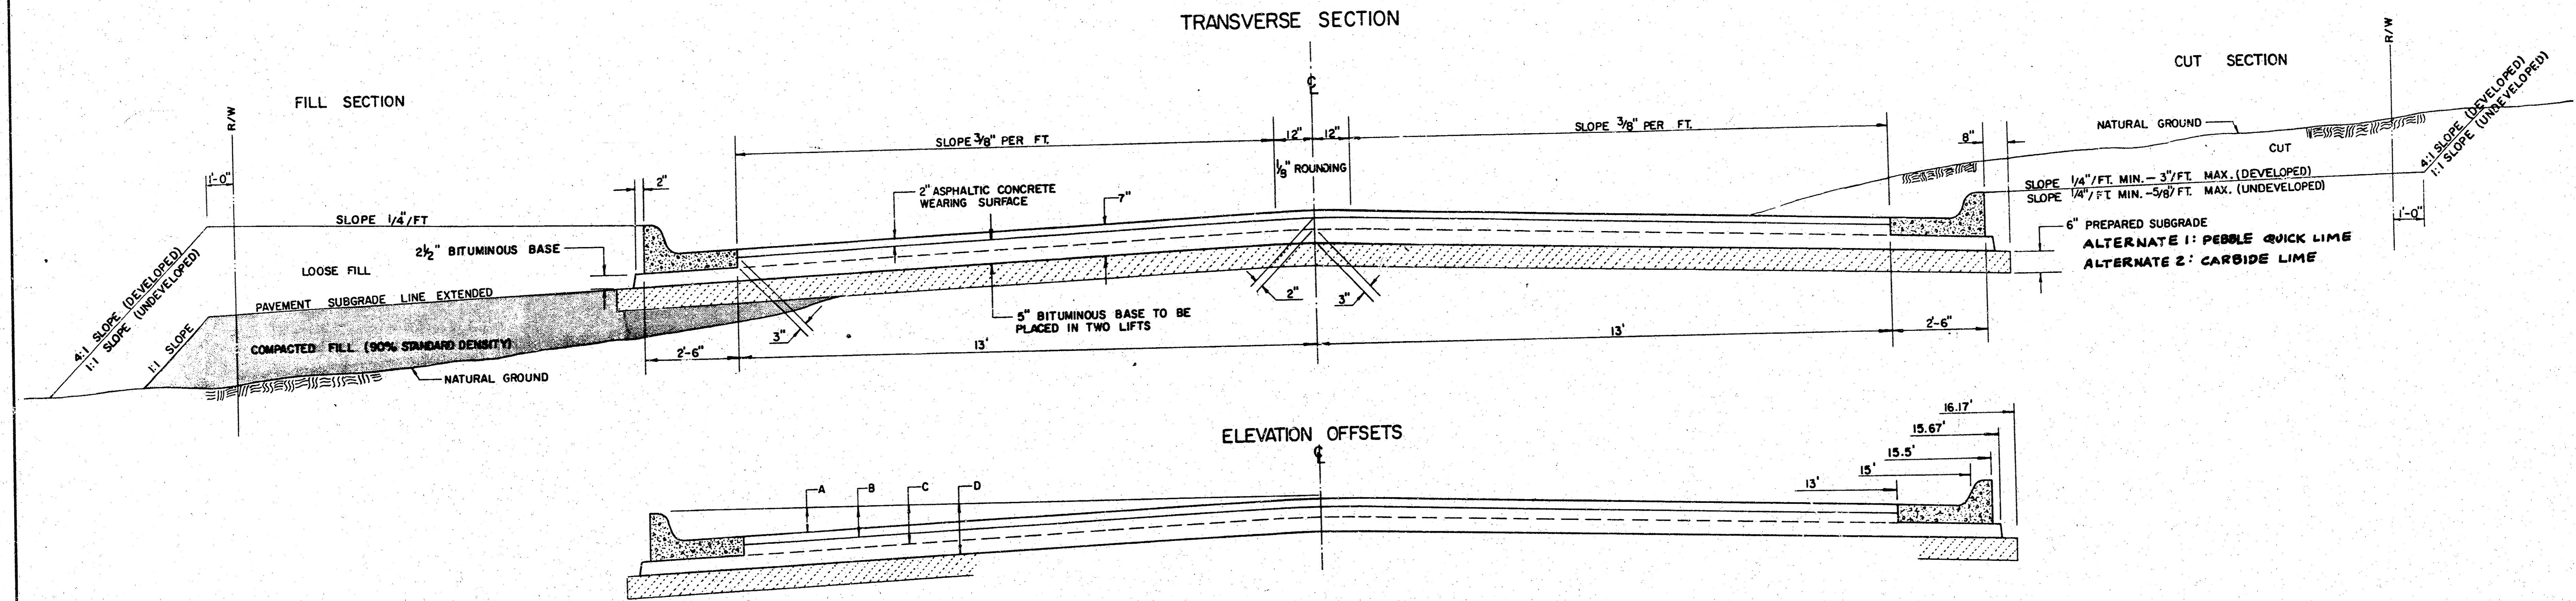 TRANSVERSE SECTION
FILL SECTION
CUT SECTION
R/W
R/W
℄
1'-0"
SLOPE 1/4"/FT
2"
SLOPE 3/8" PER FT.
12"
12"
1/8" ROUNDING
SLOPE 3/8" PER FT.
8"
NATURAL GROUND
CUT
4:1 SLOPE (DEVELOPED)
1:1 SLOPE (UNDEVELOPED)
SLOPE 1/4"/FT. MIN. - 3"/FT. MAX. (DEVELOPED)
SLOPE 1/4"/FT. MIN. - 5/8"/FT. MAX. (UNDEVELOPED)
1'-0"
2" ASPHALTIC CONCRETE
WEARING SURFACE
7"
2 1/2" BITUMINOUS BASE
LOOSE FILL
PAVEMENT SUBGRADE LINE EXTENDED
4:1 SLOPE (DEVELOPED)
1:1 SLOPE (UNDEVELOPED)
1:1 SLOPE
COMPACTED FILL (90% STANDARD DENSITY)
NATURAL GROUND
6" PREPARED SUBGRADE
ALTERNATE 1: PEBBLE QUICK LIME
ALTERNATE 2: CARBIDE LIME
2"
3"
3"
5" BITUMINOUS BASE TO BE
PLACED IN TWO LIFTS
2'-6"
13'
13'
2'-6"
ELEVATION OFFSETS
℄
A
B
C
D
16.17'
15.67'
15.5'
15'
13'